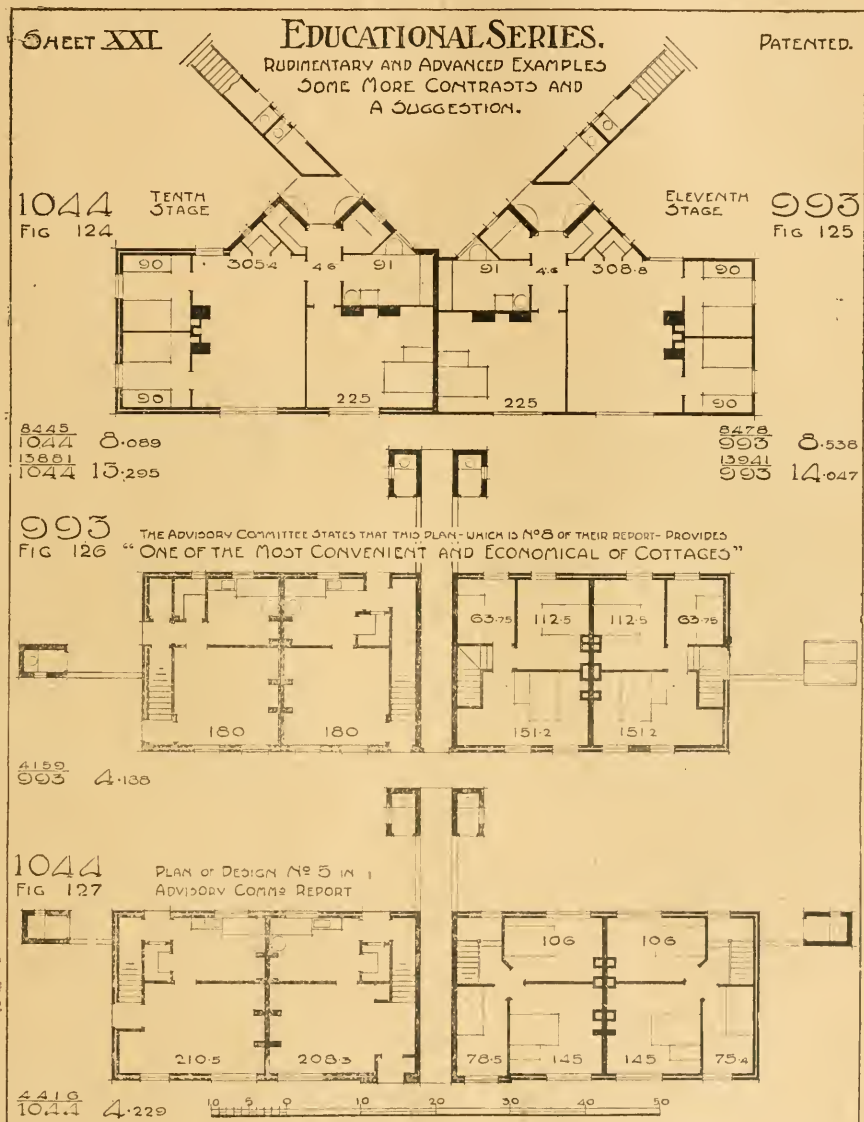 SHEET XXI
EDUCATIONAL SERIES.
PATENTED.
RUDIMENTARY AND ADVANCED EXAMPLES
SOME MORE CONTRASTS AND
A SUGGESTION.
1044
FIG 124
TENTH
STAGE
ELEVENTH
STAGE
993
FIG 125
90
305.4
4.6
91
91
4.6
308.8
90
90
225
225
90
8445
1044 8.089
13881
1044 13.295
8478
993 8.538
13941
993 14.047
993
FIG 126
THE ADVISORY COMMITTEE STATES THAT THIS PLAN - WHICH IS Nº 8 OF THEIR REPORT - PROVIDES
"ONE OF THE MOST CONVENIENT AND ECONOMICAL OF COTTAGES"
63.75
112.5
112.5
63.75
180
180
151.2
151.2
4159
993 4.138
1044
FIG 127
PLAN OF DESIGN Nº 5 IN
ADVISORY COMMS REPORT
106
106
210.5
208.3
78.5
145
145
75.4
4416
1044 4.229
10 5 0 10 20 30 40 50